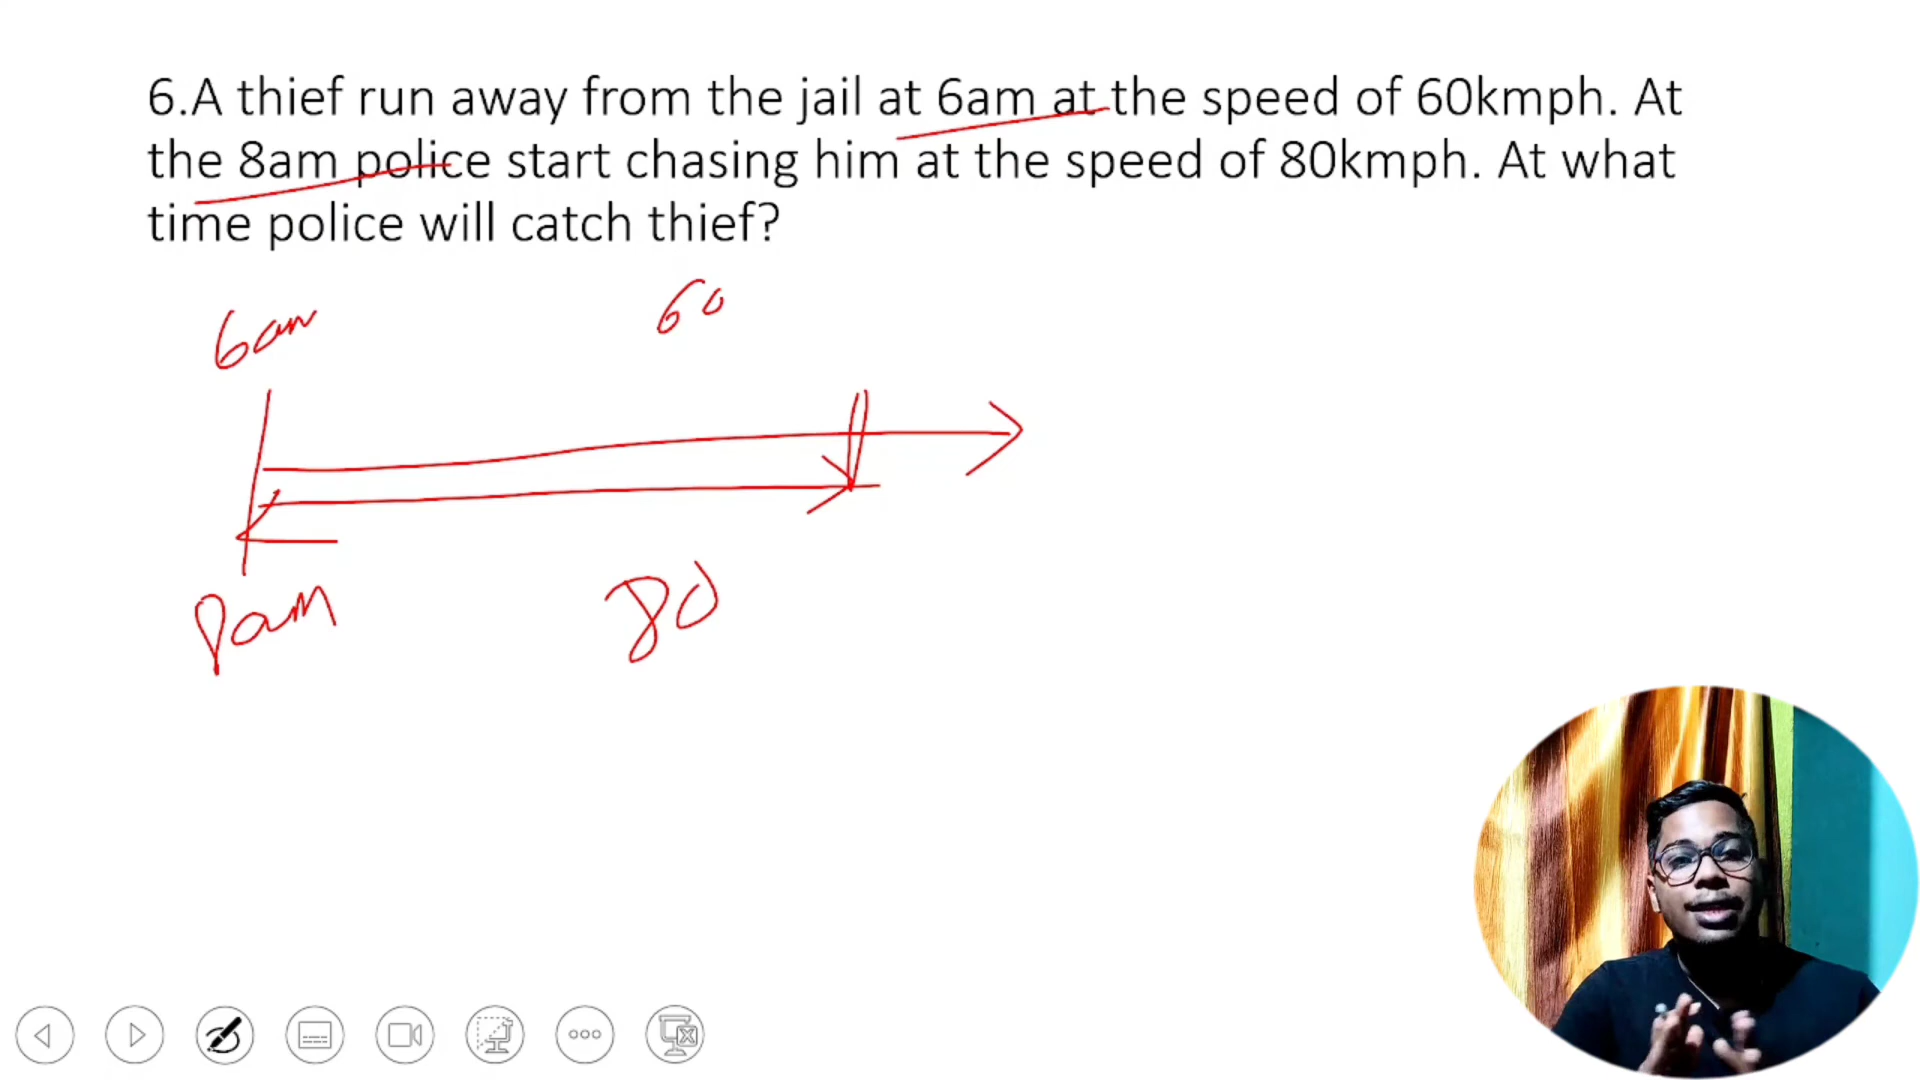 6.A thief run away from the jail at 6am at the speed of 60kmph. At
the 8am police start chasing him at the speed of 80kmph. At what
time police will catch thief?
6am
60
8am
80